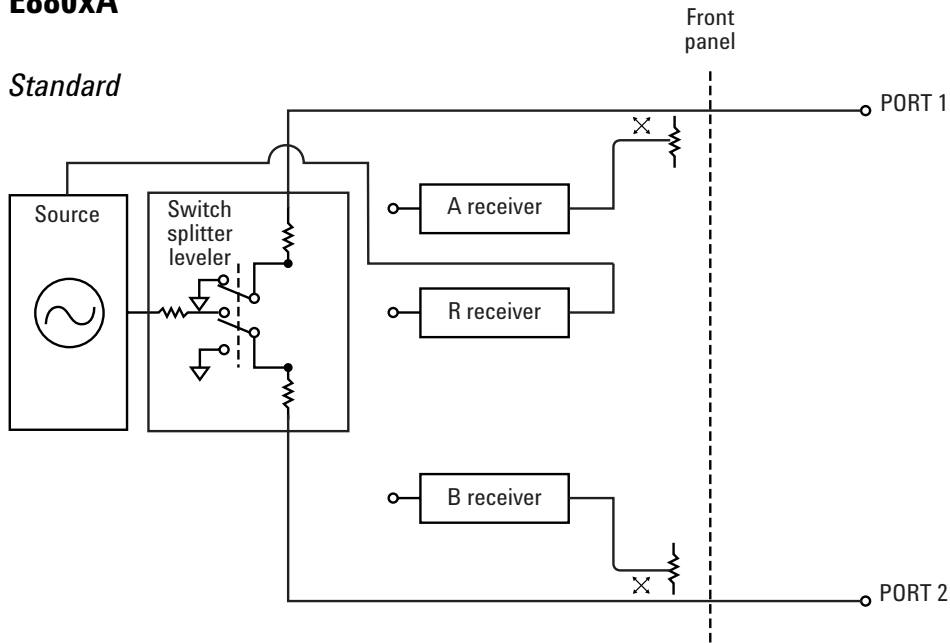 E880xA
Front
panel
Standard
PORT 1
Source
Switch
splitter
leveler
A receiver
R receiver
B receiver
PORT 2